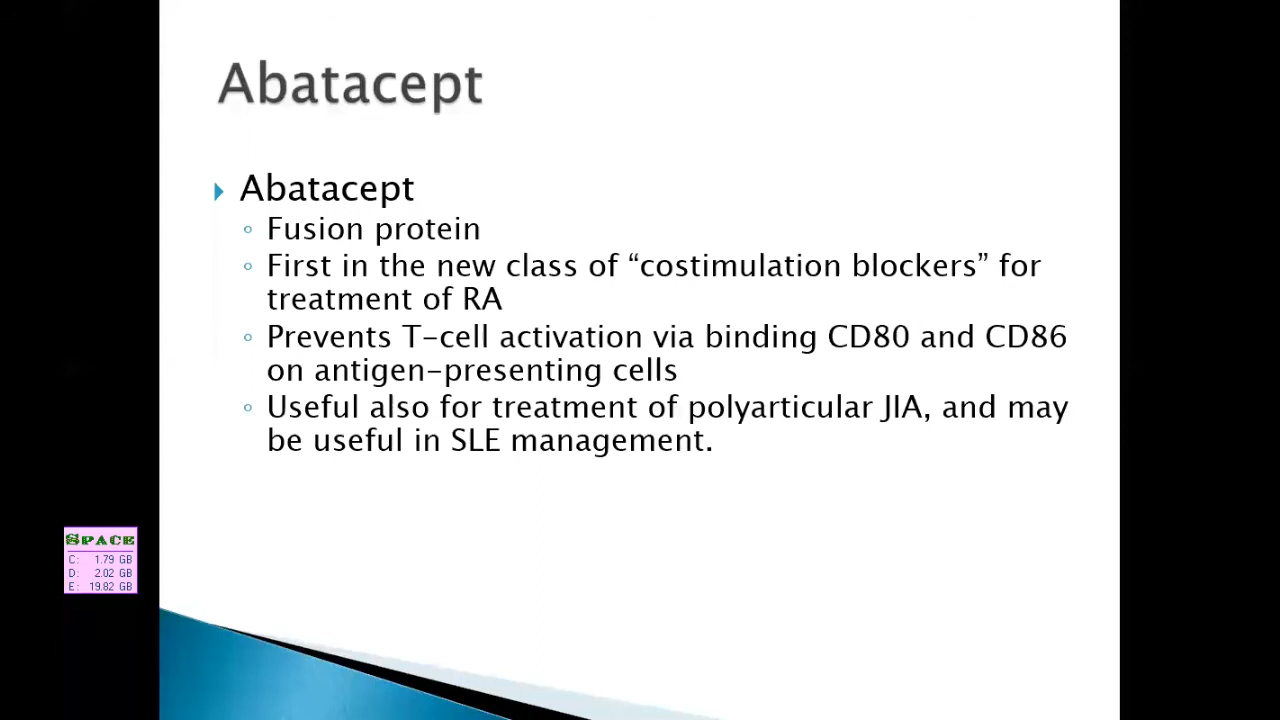 Abatacept
Abatacept
Fusion protein
First in the new class of “costimulation blockers” for
treatment of RA
Prevents T-cell activation via binding CD80 and CD86
on antigen-presenting cells
Useful also for treatment of polyarticular JIA, and may
be useful in SLE management.
SPACE
C: 1.79 GB
D: 2.02 GB
E: 19.82 GB